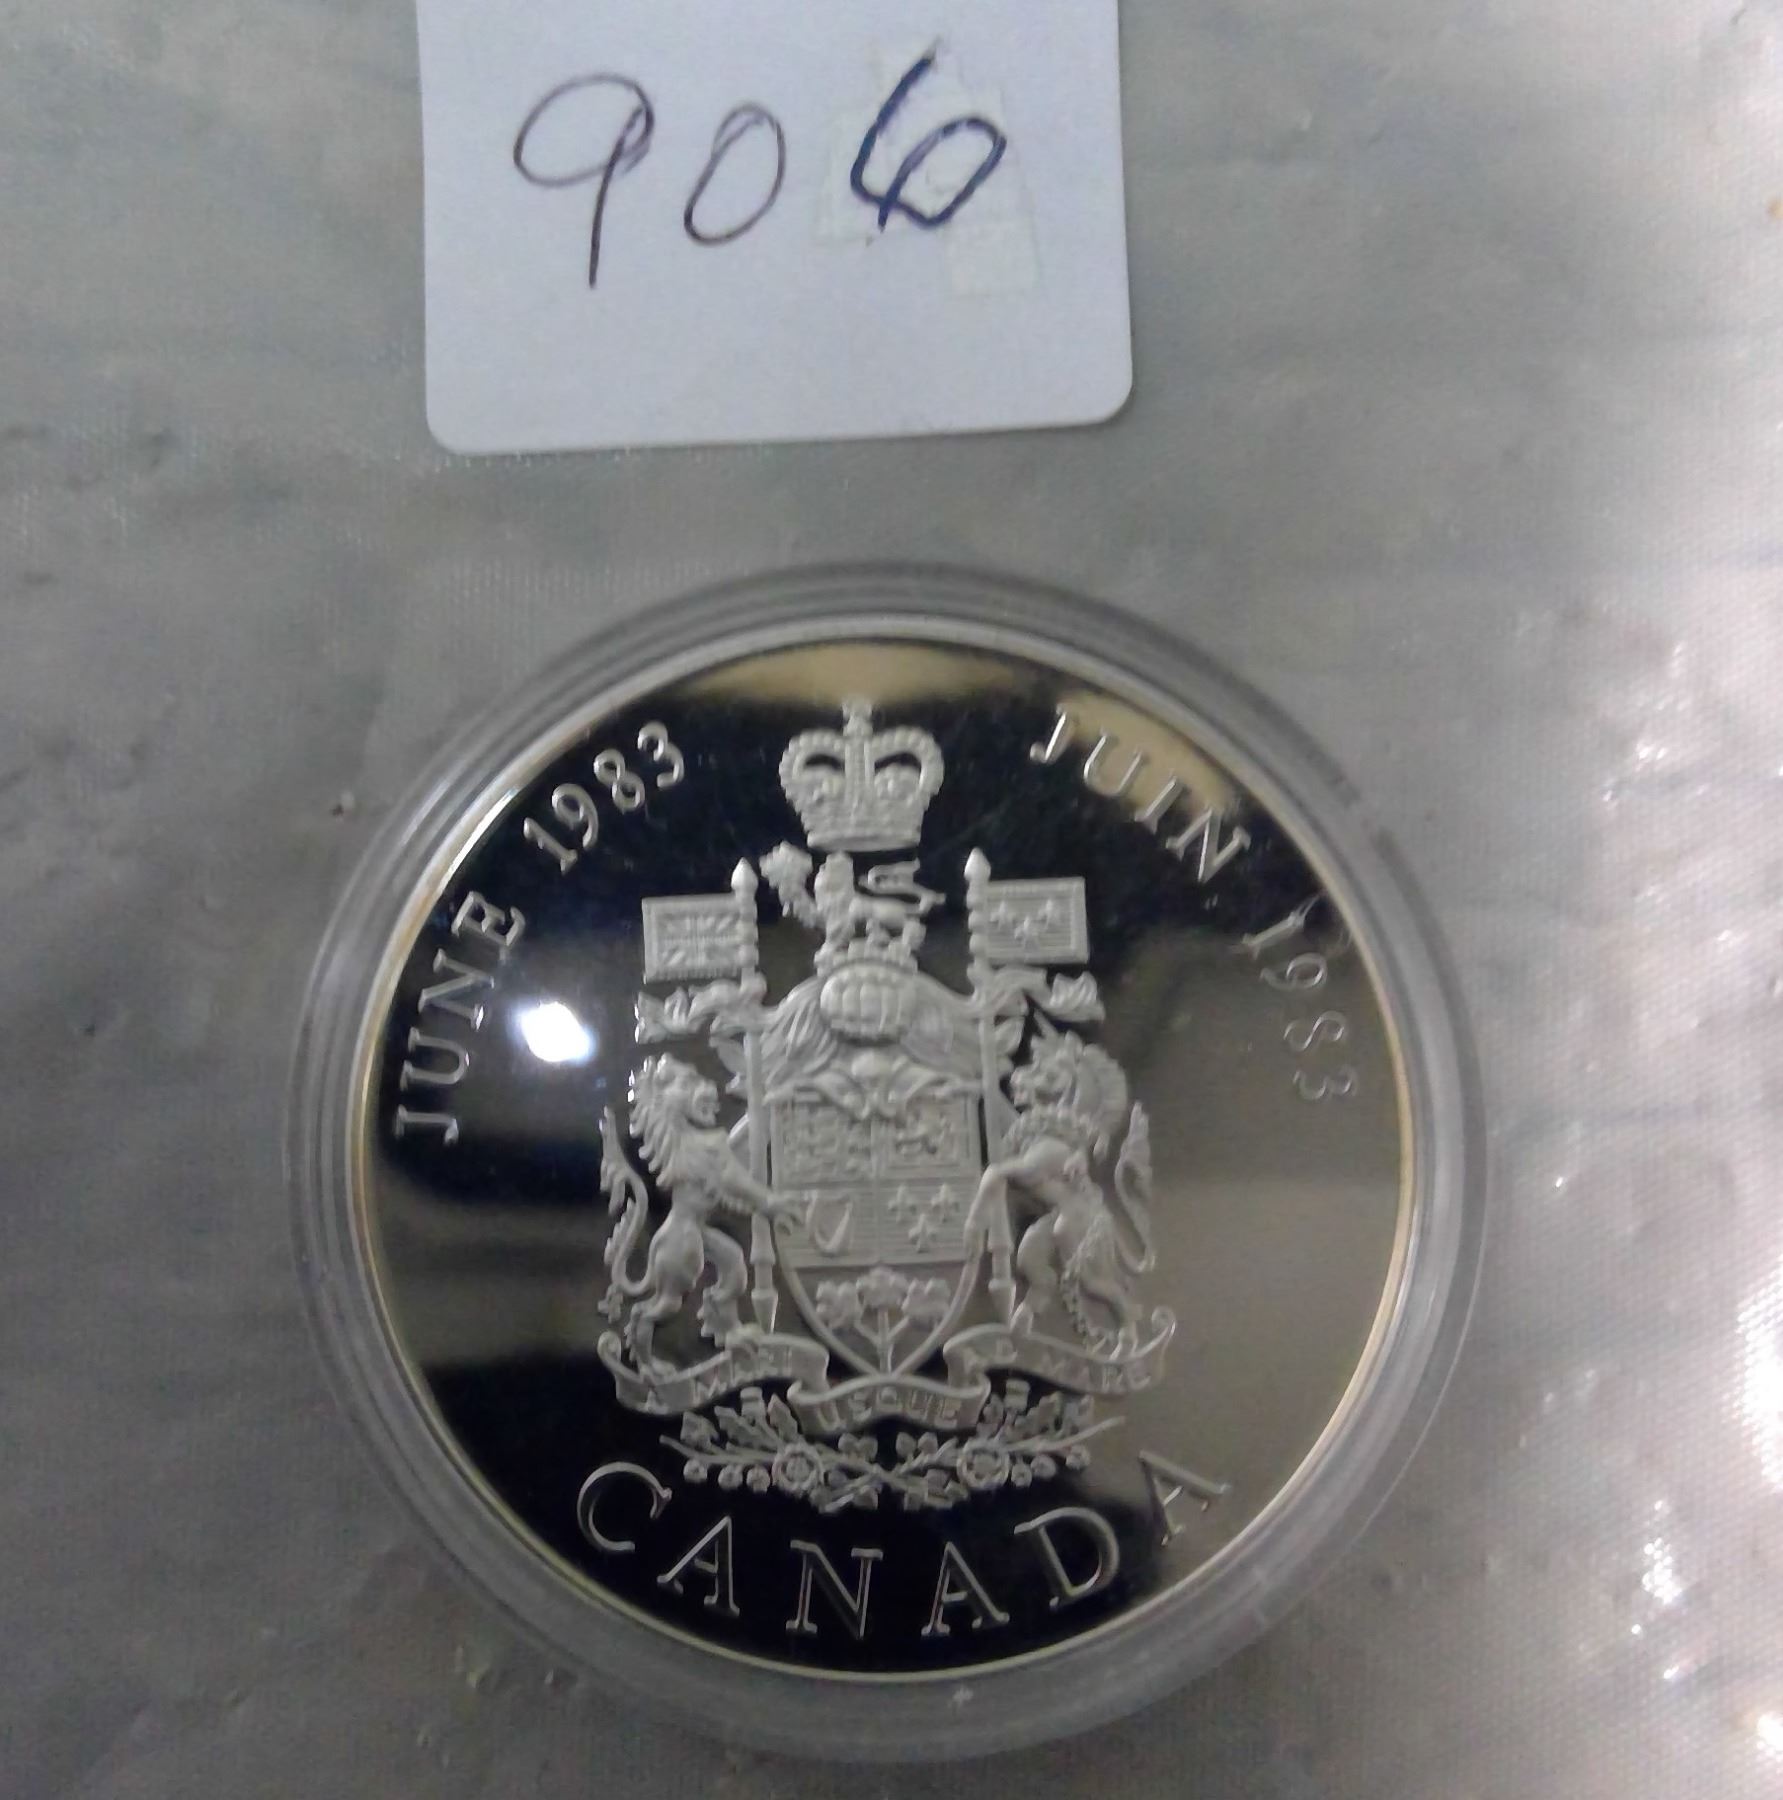 906
JUNE 1983
JUIN 1983
A MARI USQUE AD MARE
CANADA